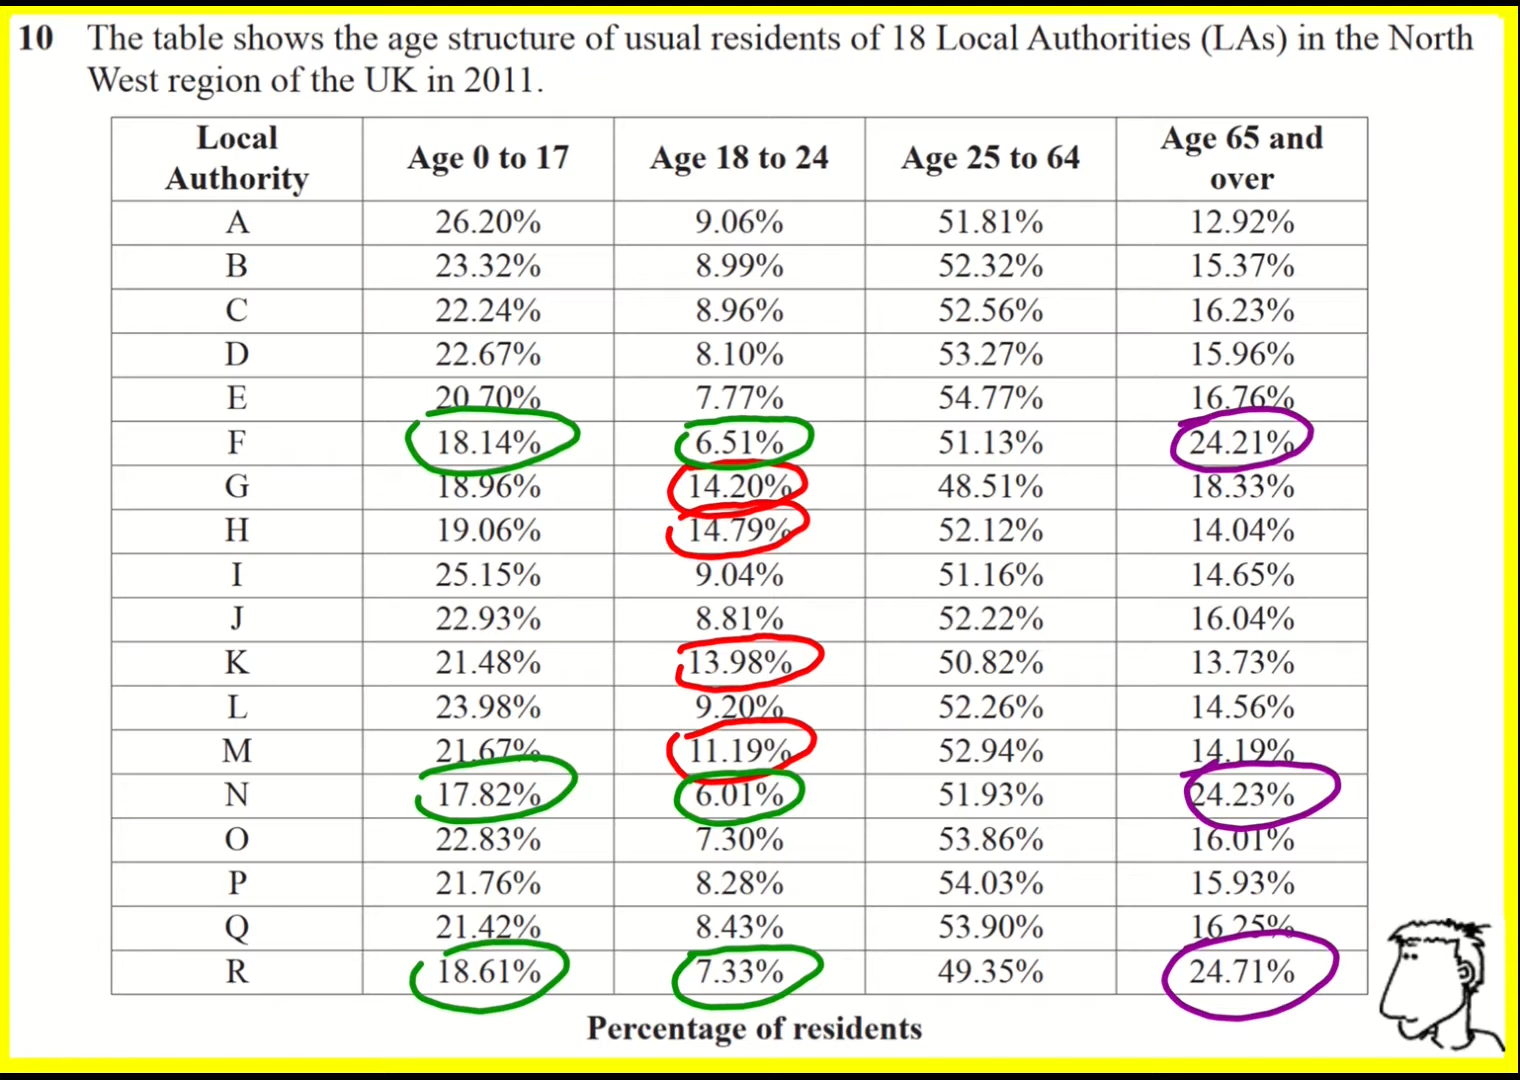 10 The table shows the age structure of usual residents of 18 Local Authorities (LAs) in the North
West region of the UK in 2011.
Local Authority Age 0 to 17 Age 18 to 24 Age 25 to 64 Age 65 and over
A 26.20% 9.06% 51.81% 12.92%
B 23.32% 8.99% 52.32% 15.37%
C 22.24% 8.96% 52.56% 16.23%
D 22.67% 8.10% 53.27% 15.96%
E 20.70% 7.77% 54.77% 16.76%
F 18.14% 6.51% 51.13% 24.21%
G 18.96% 14.20% 48.51% 18.33%
H 19.06% 14.79% 52.12% 14.04%
I 25.15% 9.04% 51.16% 14.65%
J 22.93% 8.81% 52.22% 16.04%
K 21.48% 13.98% 50.82% 13.73%
L 23.98% 9.20% 52.26% 14.56%
M 21.67% 11.19% 52.94% 14.19%
N 17.82% 6.01% 51.93% 24.23%
O 22.83% 7.30% 53.86% 16.01%
P 21.76% 8.28% 54.03% 15.93%
Q 21.42% 8.43% 53.90% 16.25%
R 18.61% 7.33% 49.35% 24.71%
Percentage of residents